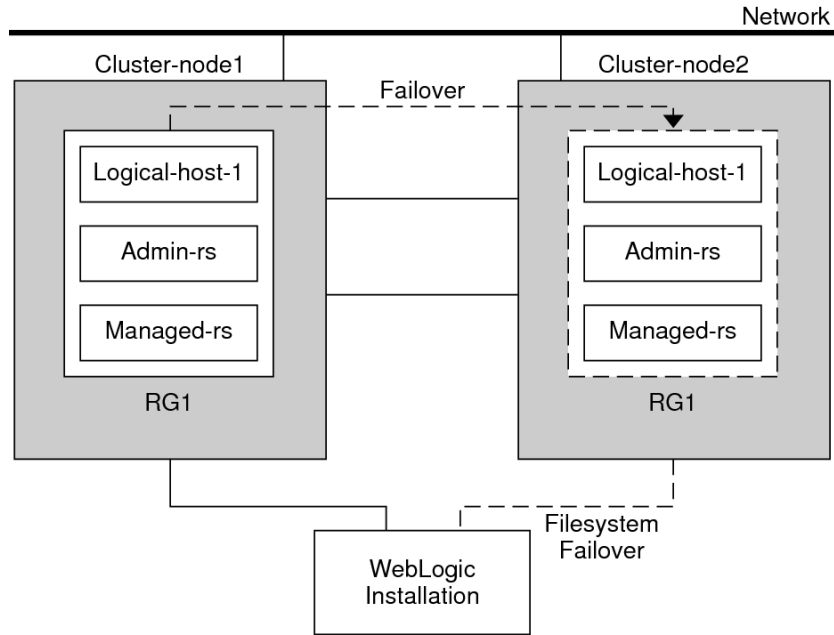 Network
Cluster-node1
Cluster-node2
Failover
Logical-host-1
Admin-rs
Managed-rs
RG1
Logical-host-1
Admin-rs
Managed-rs
RG1
Filesystem
Failover
WebLogic
Installation